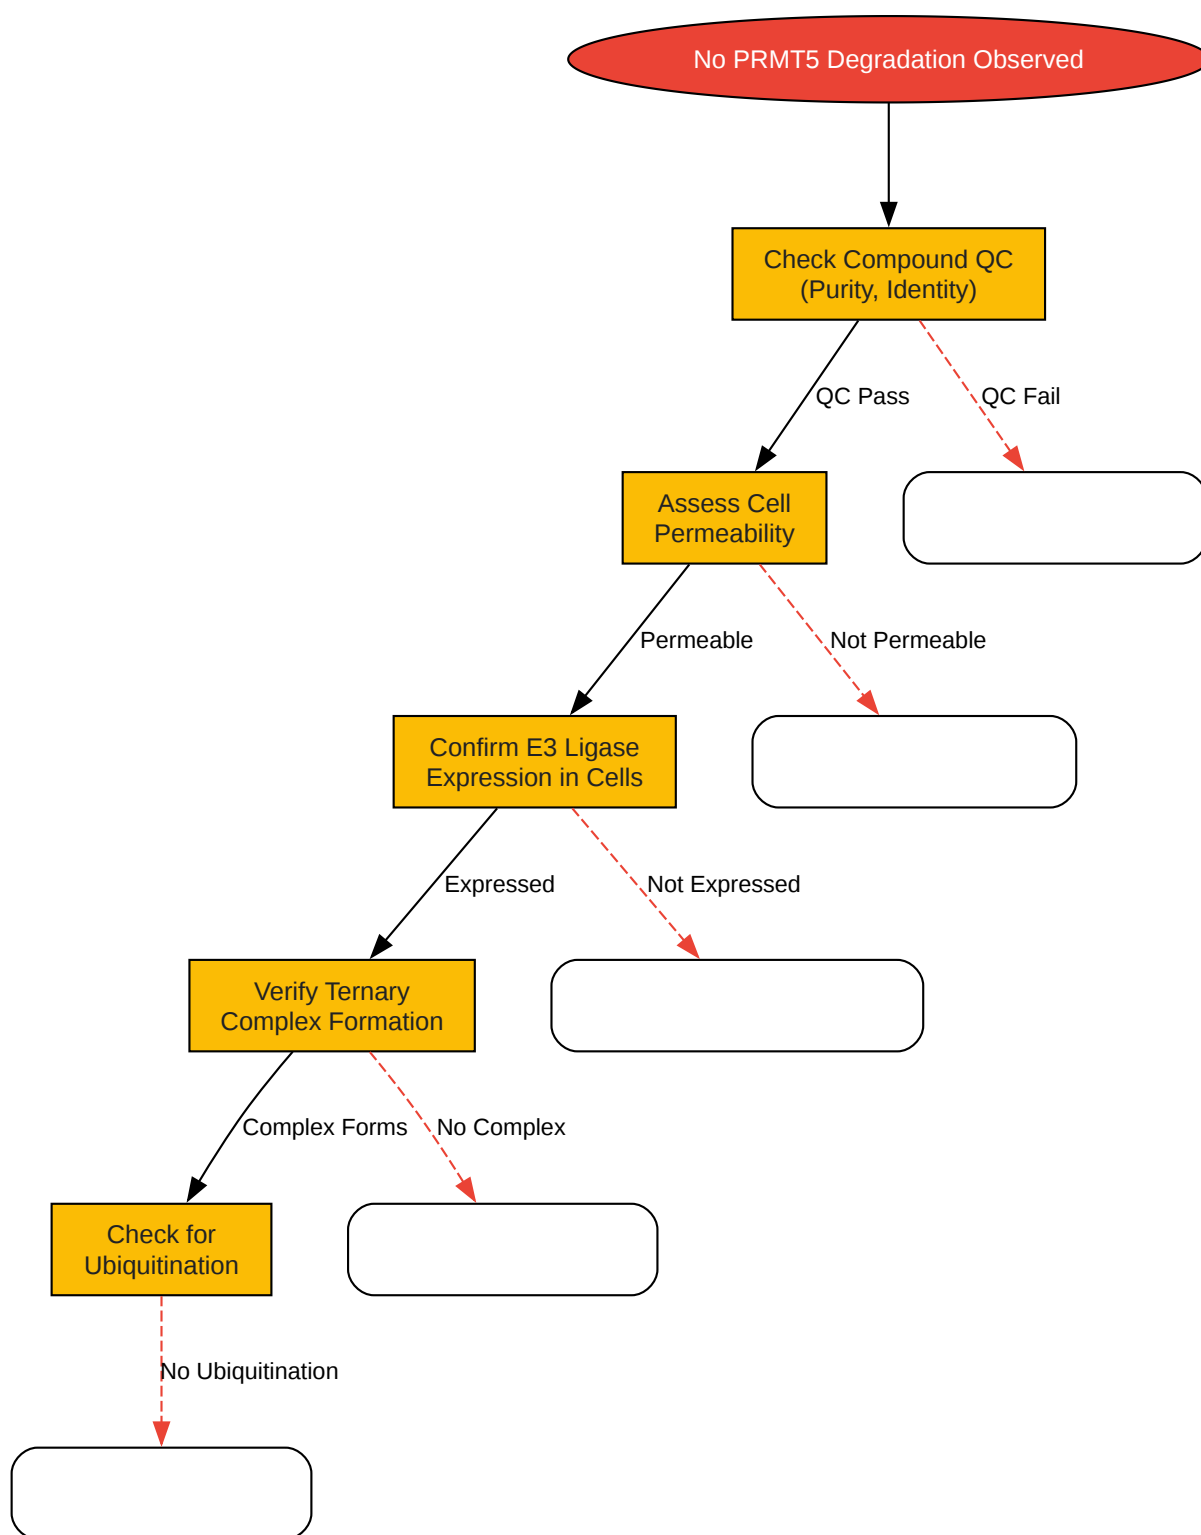 No PRMT5 Degradation Observed
Check Compound QC
(Purity, Identity)
QC Pass
QC Fail
Assess Cell
Permeability
Permeable
Not Permeable
Confirm E3 Ligase
Expression in Cells
Expressed
Not Expressed
Verify Ternary
Complex Formation
Complex Forms
No Complex
Check for
Ubiquitination
No Ubiquitination